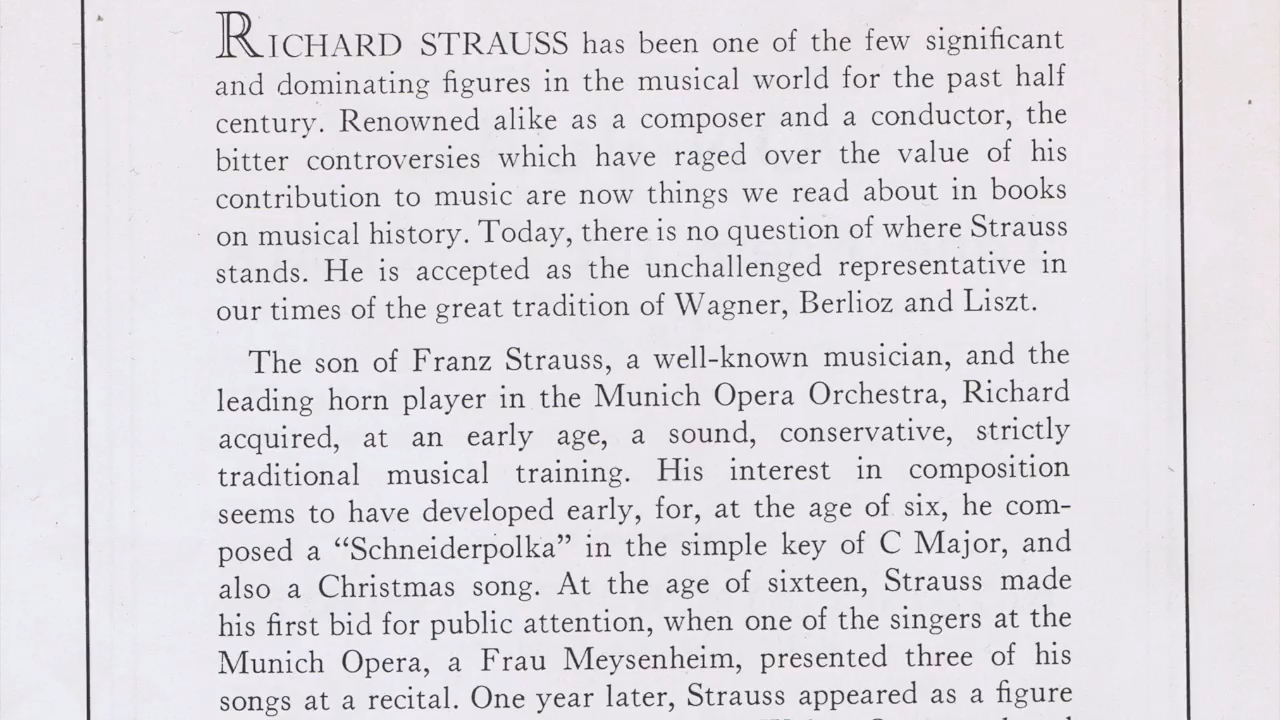 RICHARD STRAUSS has been one of the few significant
and dominating figures in the musical world for the past half
century. Renowned alike as a composer and a conductor, the
bitter controversies which have raged over the value of his
contribution to music are now things we read about in books
on musical history. Today, there is no question of where Strauss
stands. He is accepted as the unchallenged representative in
our times of the great tradition of Wagner, Berlioz and Liszt.
The son of Franz Strauss, a well-known musician, and the
leading horn player in the Munich Opera Orchestra, Richard
acquired, at an early age, a sound, conservative, strictly
traditional musical training. His interest in composition
seems to have developed early, for, at the age of six, he com-
posed a “Schneiderpolka” in the simple key of C Major, and
also a Christmas song. At the age of sixteen, Strauss made
his first bid for public attention, when one of the singers at the
Munich Opera, a Frau Meysenheim, presented three of his
songs at a recital. One year later, Strauss appeared as a figure